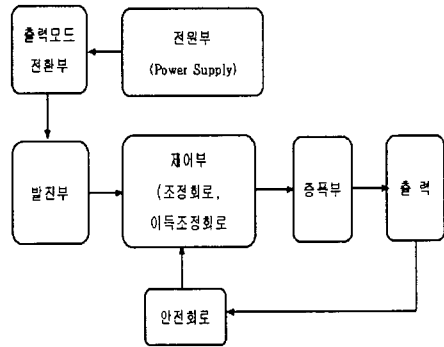 출력모드
전환부
전원부
(Power Supply)
발진부
제어부
(조정회로,
이득조정회로
증폭부
출 력
안전회로